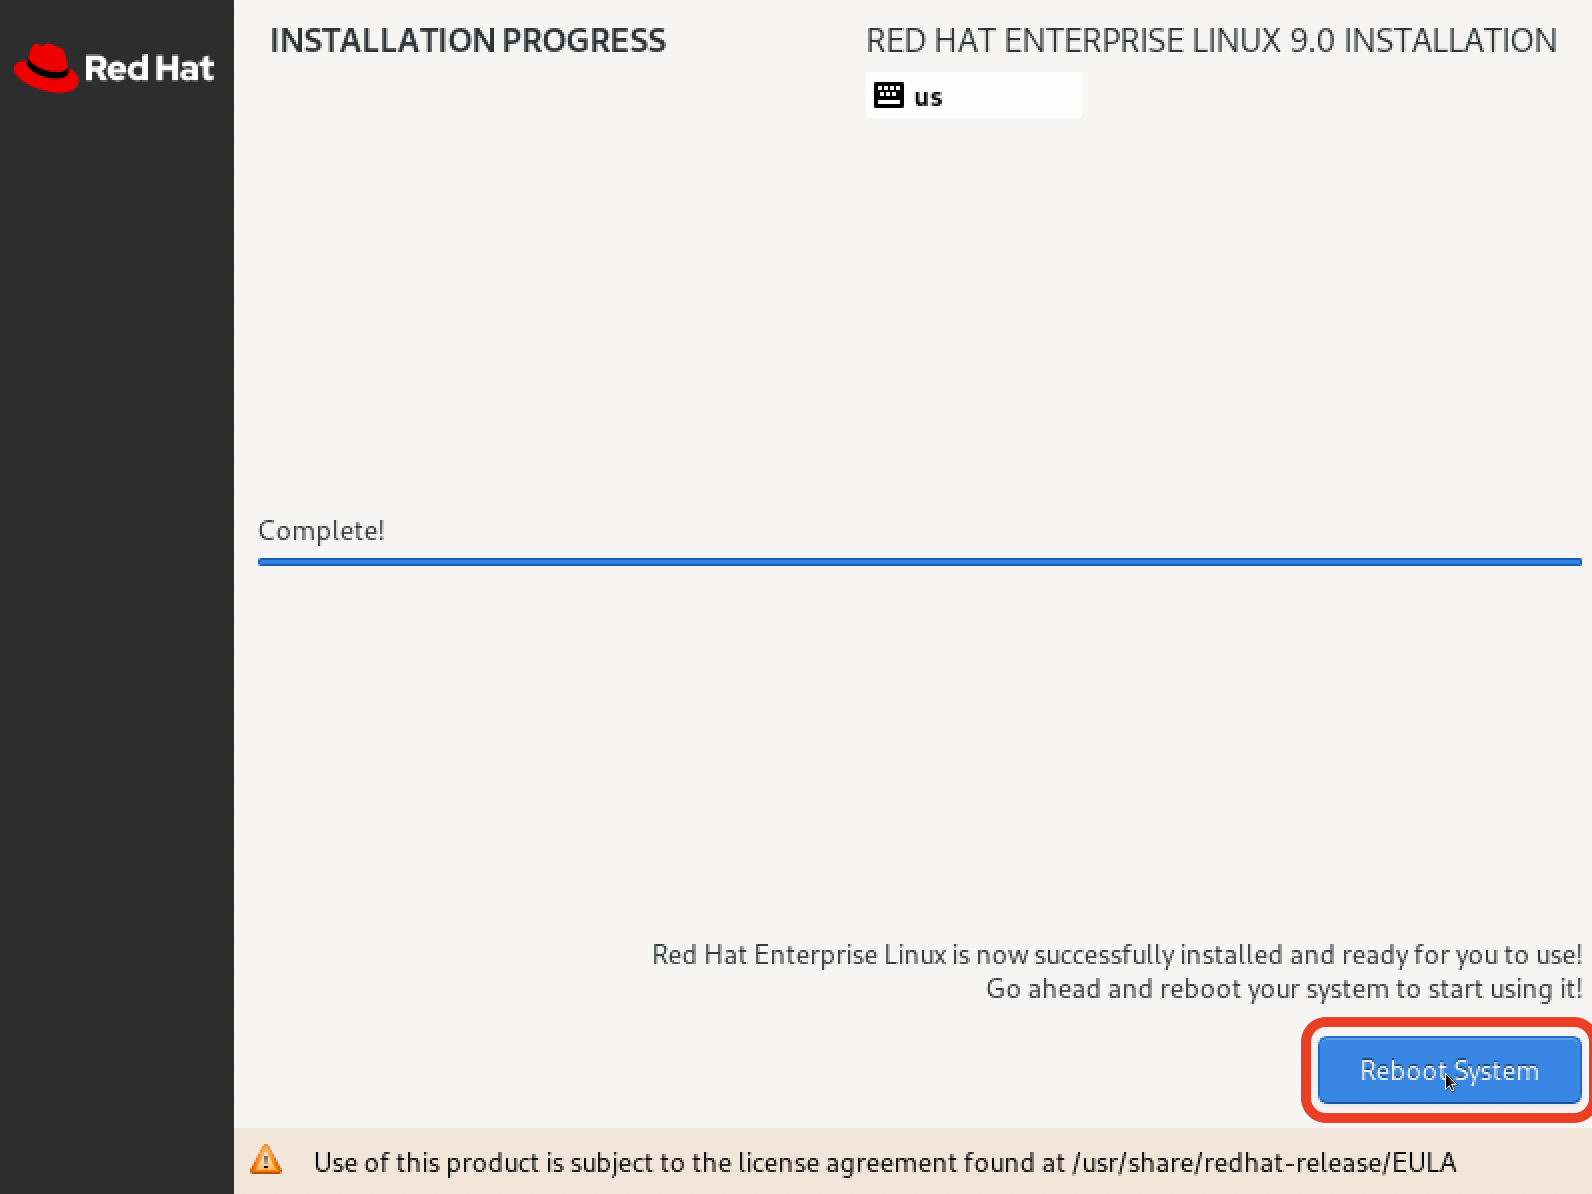 Red Hat
INSTALLATION PROGRESS
RED HAT ENTERPRISE LINUX 9.0 INSTALLATION
us
Complete!
Red Hat Enterprise Linux is now successfully installed and ready for you to use!
Go ahead and reboot your system to start using it!
Reboot System
Use of this product is subject to the license agreement found at /usr/share/redhat-release/EULA